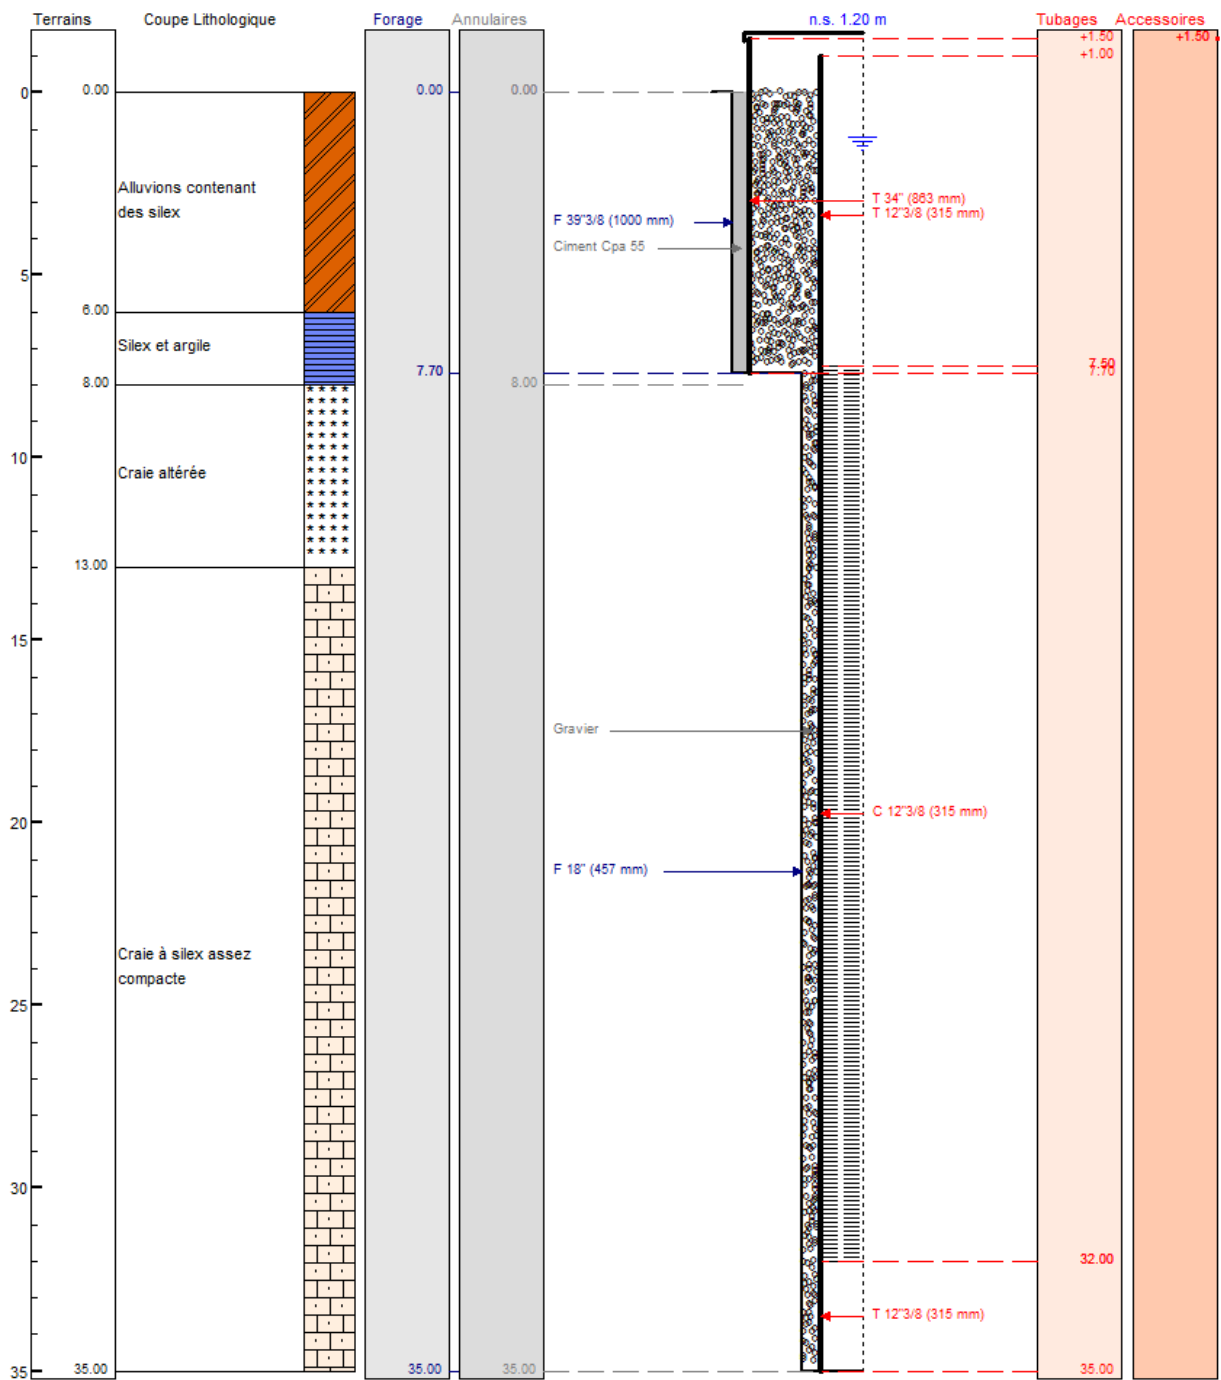 Terrains
Coupe Lithologique
Forage
Annulaires
n.s. 1.20 m
Tubages
Accessoires
+1.50
+1.50
+1.00
0
0.00
0.00
0.00
Alluvions contenant
des silex
T 34" (863 mm)
T 12"3/8 (315 mm)
F 39"3/8 (1000 mm)
Ciment Cpa 55
5
6.00
Silex et argile
7.50
7.70
7.70
8.00
8.00
10
Craie altérée
13.00
15
Gravier
20
C 12"3/8 (315 mm)
F 18" (457 mm)
Craie à silex assez
compacte
25
30
32.00
T 12"3/8 (315 mm)
35
35.00
35.00
35.00
35.00